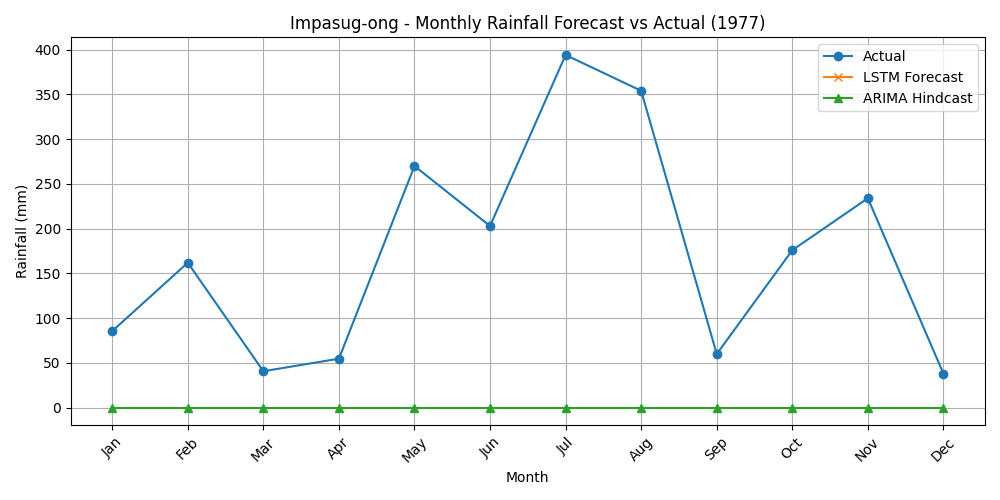 Impasug-ong - Monthly Rainfall Forecast vs Actual (1977)
Actual
LSTM Forecast
ARIMA Hindcast
Rainfall (mm)
400
350
300
250
200
150
100
50
0
Jan
Feb
Mar
Apr
May
Jun
Jul
Aug
Sep
Oct
Nov
Dec
Month